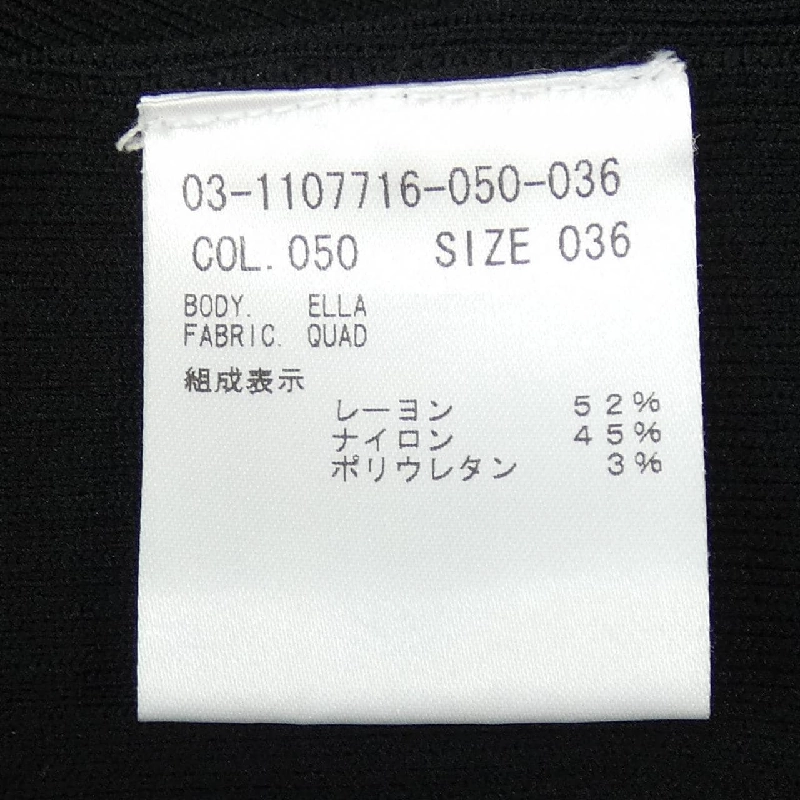 03-1107716-050-036
COL. 050 SIZE 036
BODY. ELLA
FABRIC. QUAD
組成表示
レーヨン 52%
ナイロン 45%
ポリウレタン 3%